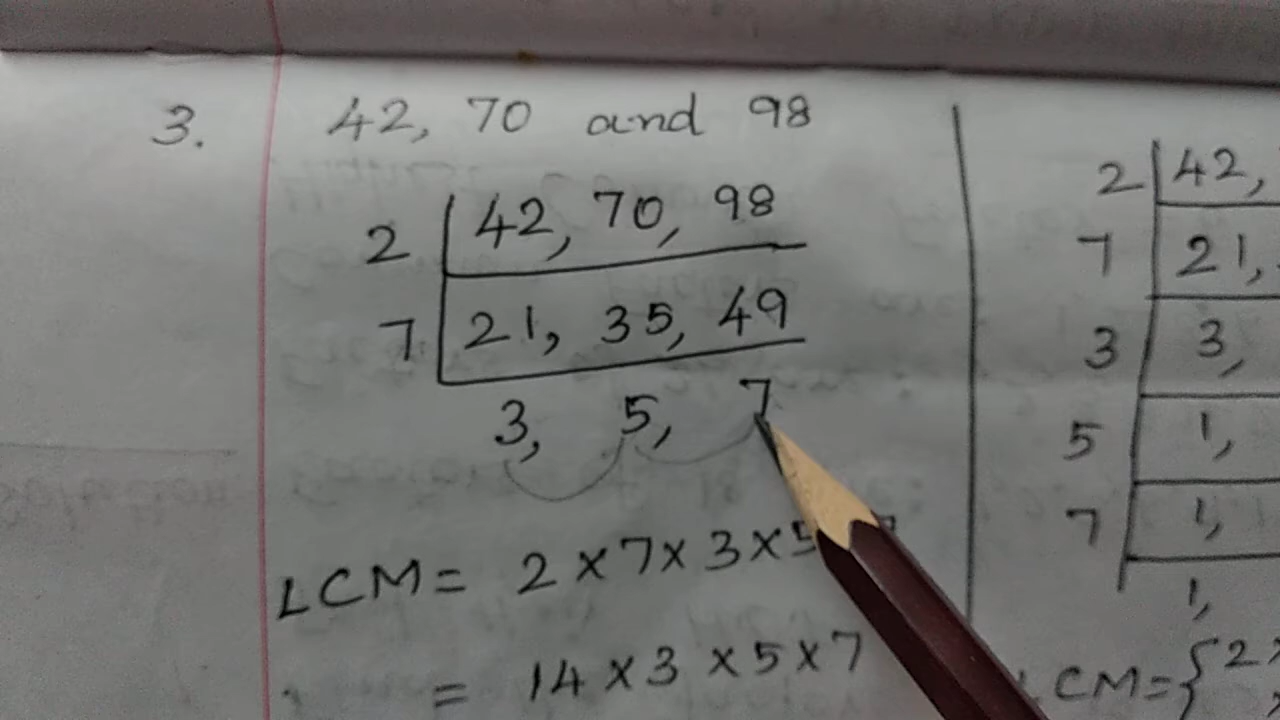 3. 42, 70 and 98
2 | 42, 70, 98
7 | 21, 35, 49
3, 5, 7
LCM = 2 × 7 × 3 × 5
= 14 × 3 × 5 × 7
2 | 42,
7 | 21,
3 | 3,
5 | 1,
7 | 1,
1,
LCM = { 2